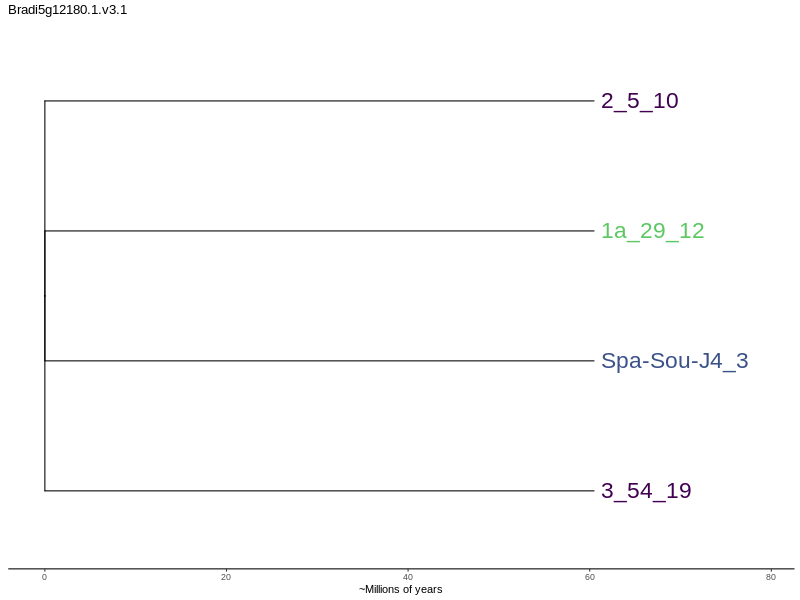 Bradi5g12180.1.v3.1
2_5_10
1a_29_12
Spa-Sou-J4_3
3_54_19
0 20 40 60 80
~Millions of years